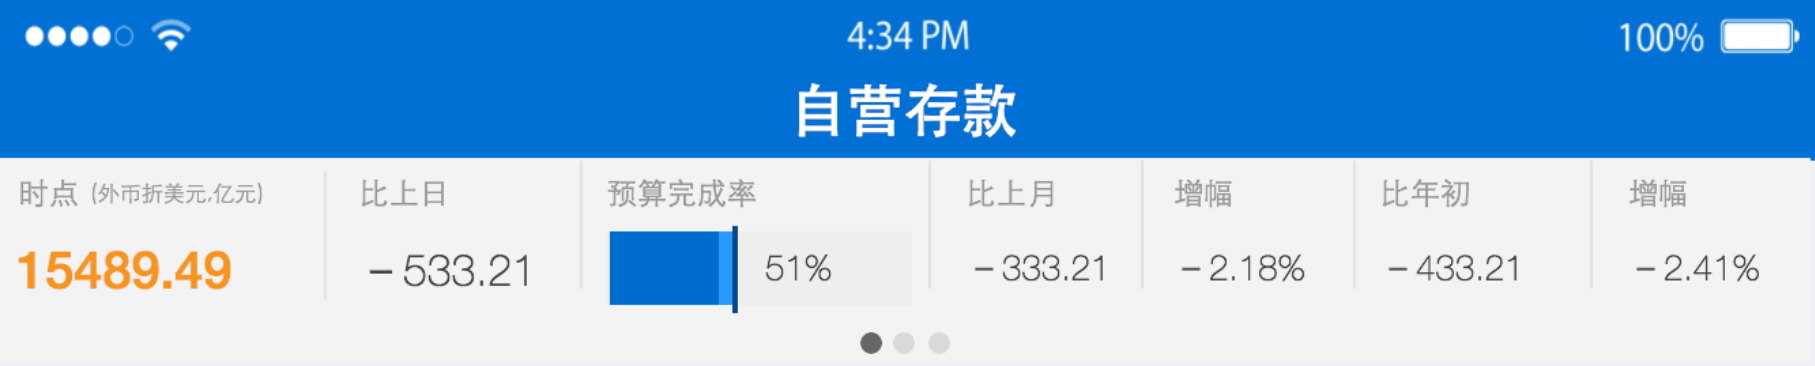 4:34 PM
100%
自营存款
时点 (外币折美元,亿元)
比上日
预算完成率
比上月
增幅
比年初
增幅
15489.49
－533.21
51%
－333.21
－2.18%
－433.21
－2.41%